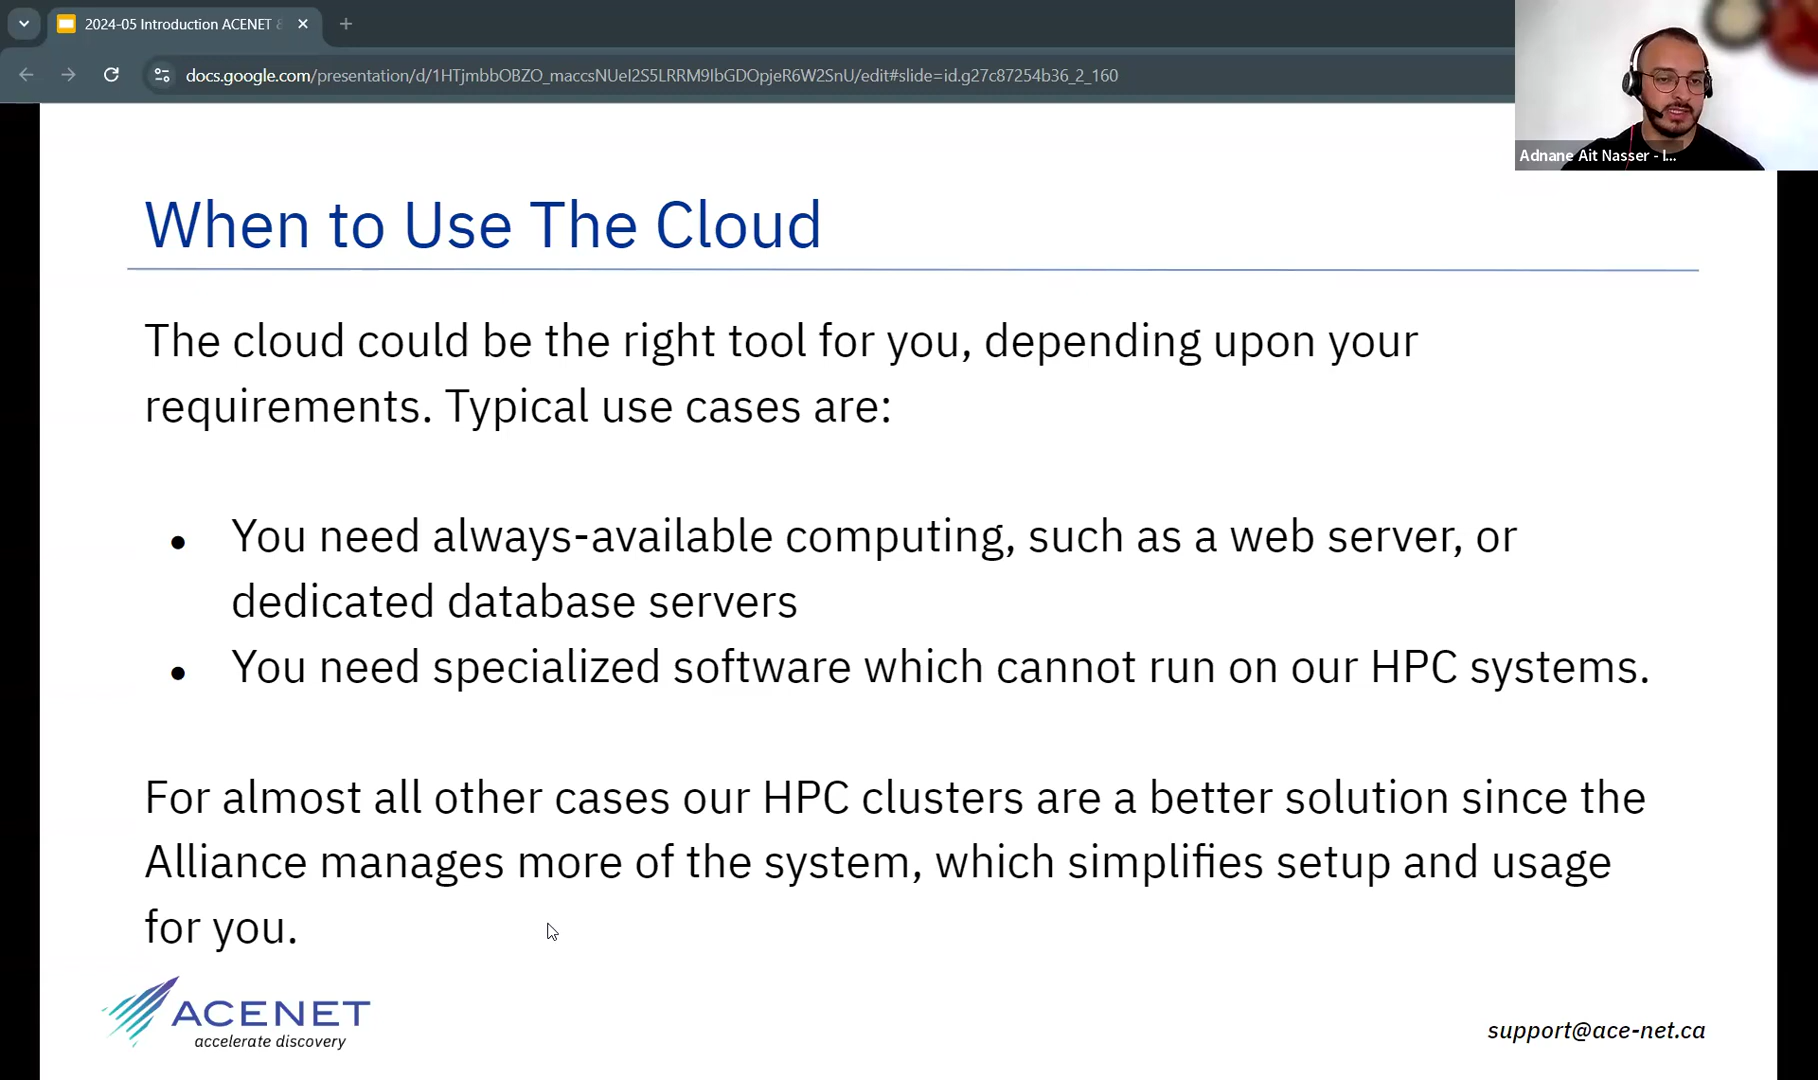 2024-05 Introduction ACENET
docs.google.com/presentation/d/1HTjmbbOBZO_maccsNUeI2S5LRRM9IbGDOpjeR6W2SnU/edit#slide=id.g27c87254b36_2_160
Adnane Ait Nasser - I...
When to Use The Cloud
The cloud could be the right tool for you, depending upon your
requirements. Typical use cases are:
● You need always-available computing, such as a web server, or
dedicated database servers
● You need specialized software which cannot run on our HPC systems.
For almost all other cases our HPC clusters are a better solution since the
Alliance manages more of the system, which simplifies setup and usage
for you.
ACENET
accelerate discovery
support@ace-net.ca